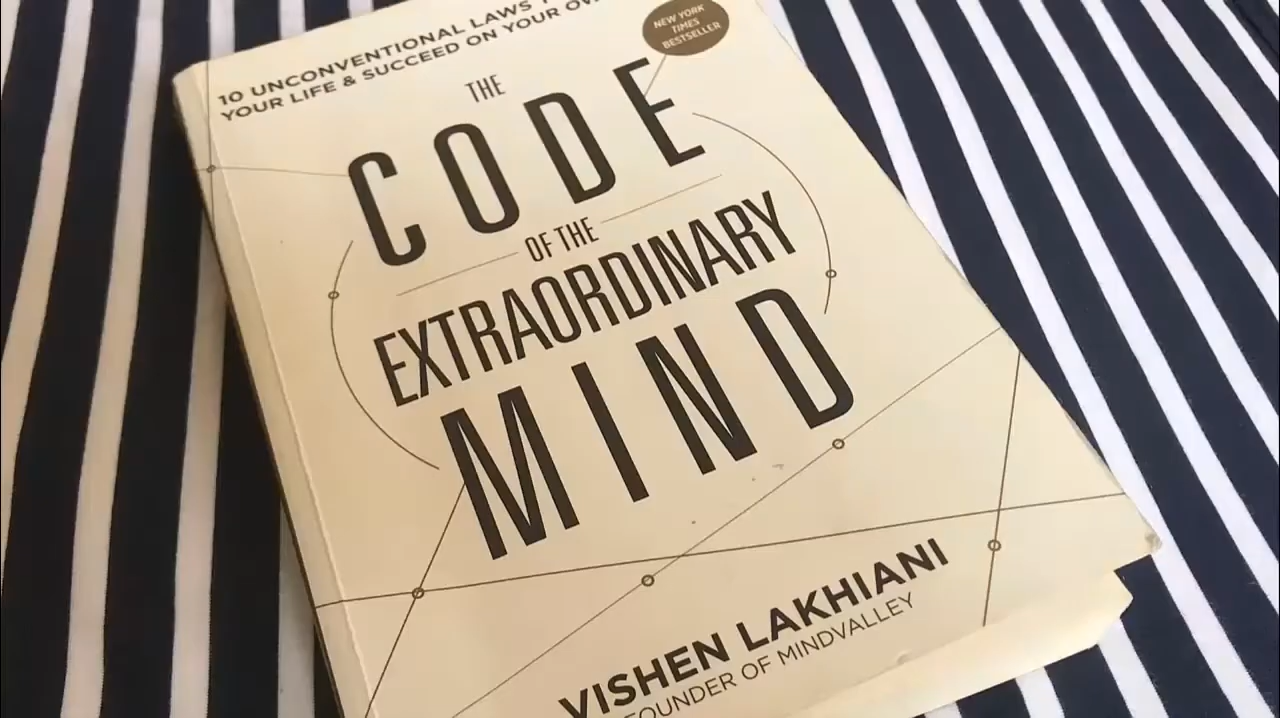 10 UNCONVENTIONAL LAWS
YOUR LIFE & SUCCEED ON YOUR
NEW YORK
TIMES
BESTSELLER
THE
CODE
OF THE
EXTRAORDINARY
MIND
VISHEN LAKHIANI
FOUNDER OF MINDVALLEY